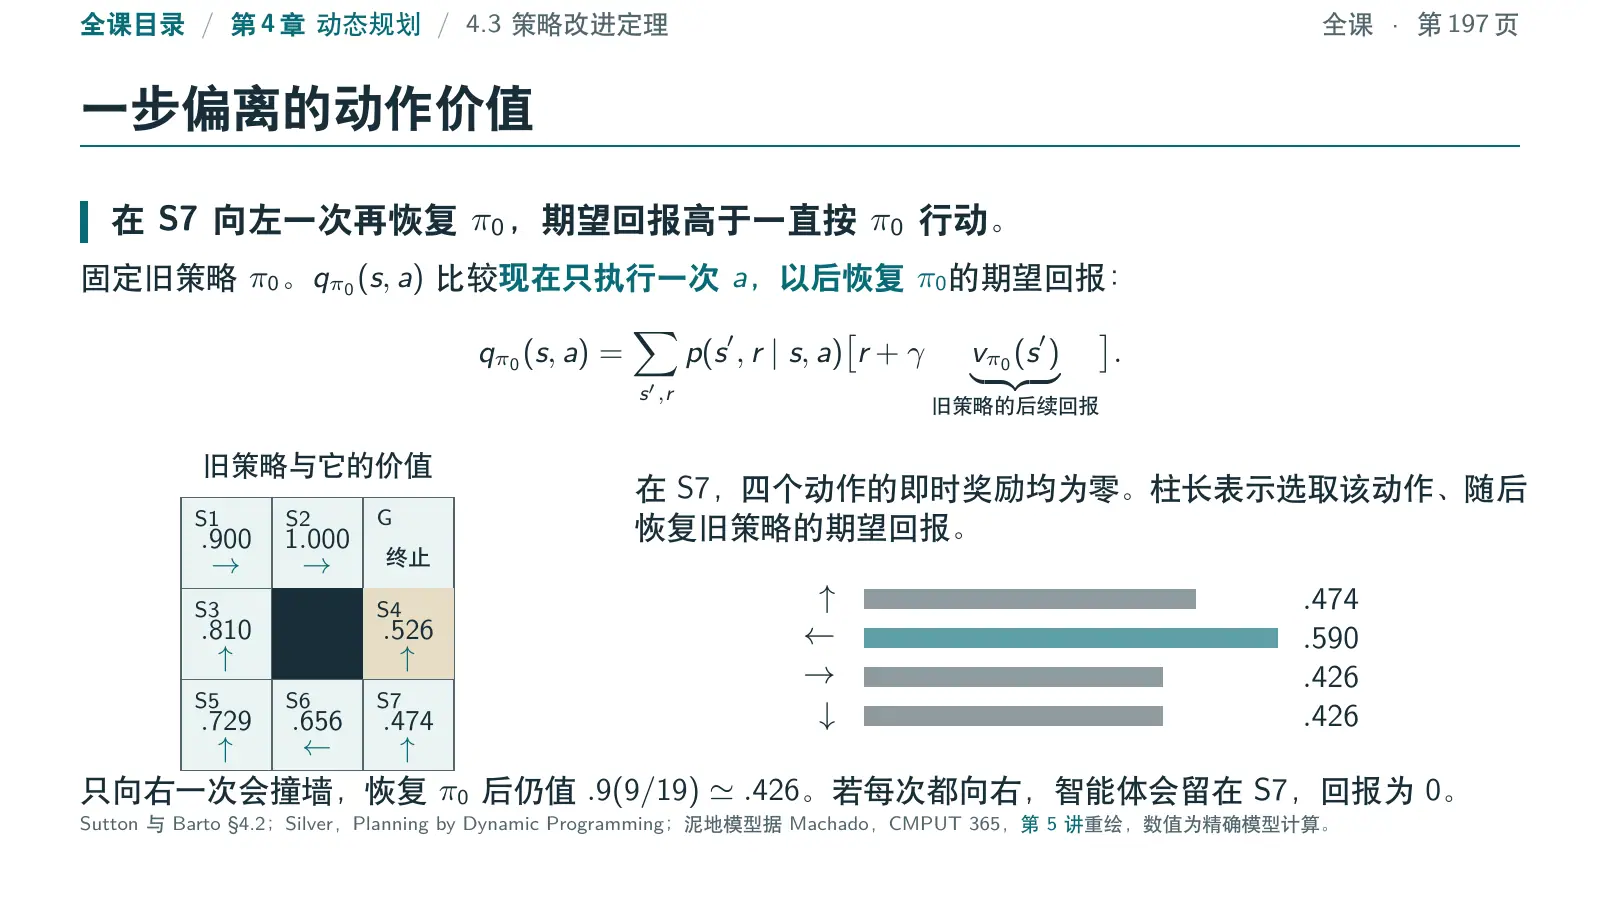 全课目录 / 第 4 章 动态规划 / 4.3 策略改进定理
全课 · 第 197 页
一步偏离的动作价值
在 S7 向左一次再恢复 π₀，期望回报高于一直按 π₀ 行动。
固定旧策略 π₀。q_{π₀}(s, a) 比较现在只执行一次 a，以后恢复 π₀的期望回报：
q_{π₀}(s, a) = ∑_{s′,r} p(s′, r | s, a)[r + γ v_{π₀}(s′)].
旧策略的后续回报
旧策略与它的价值
S1 .900 →
S2 1.000 →
G 终止
S3 .810 ↑
S4 .526 ↑
S5 .729 ↑
S6 .656 ←
S7 .474 ↑
在 S7，四个动作的即时奖励均为零。柱长表示选取该动作、随后
恢复旧策略的期望回报。
↑ .474
← .590
→ .426
↓ .426
只向右一次会撞墙，恢复 π₀ 后仍值 .9(9/19) ≃ .426。若每次都向右，智能体会留在 S7，回报为 0。
Sutton 与 Barto §4.2；Silver，Planning by Dynamic Programming；泥地模型据 Machado，CMPUT 365，第 5 讲重绘，数值为精确模型计算。